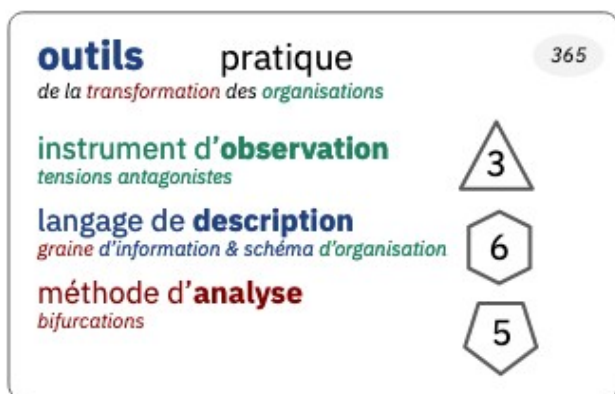 outils pratique 365
de la transformation des organisations
instrument d'observation
tensions antagonistes
3
langage de description
graine d'information & schéma d'organisation
6
méthode d'analyse
bifurcations
5